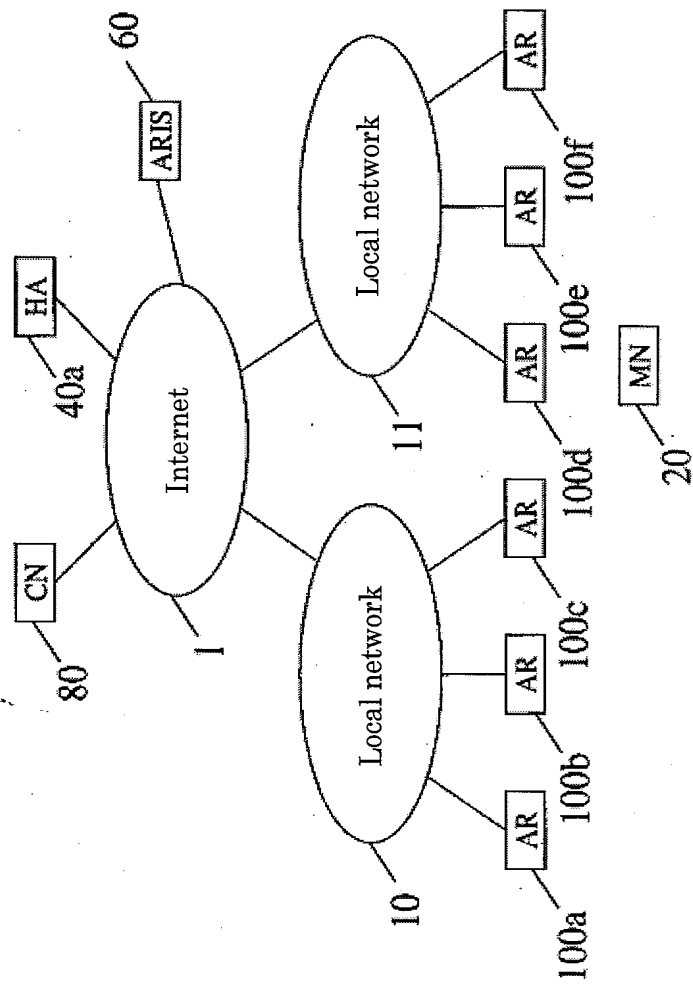 CN
80
HA
40a
ARIS
60
Internet
1
Local network
10
Local network
11
AR
100a
AR
100b
AR
100c
AR
100d
AR
100e
AR
100f
MN
20